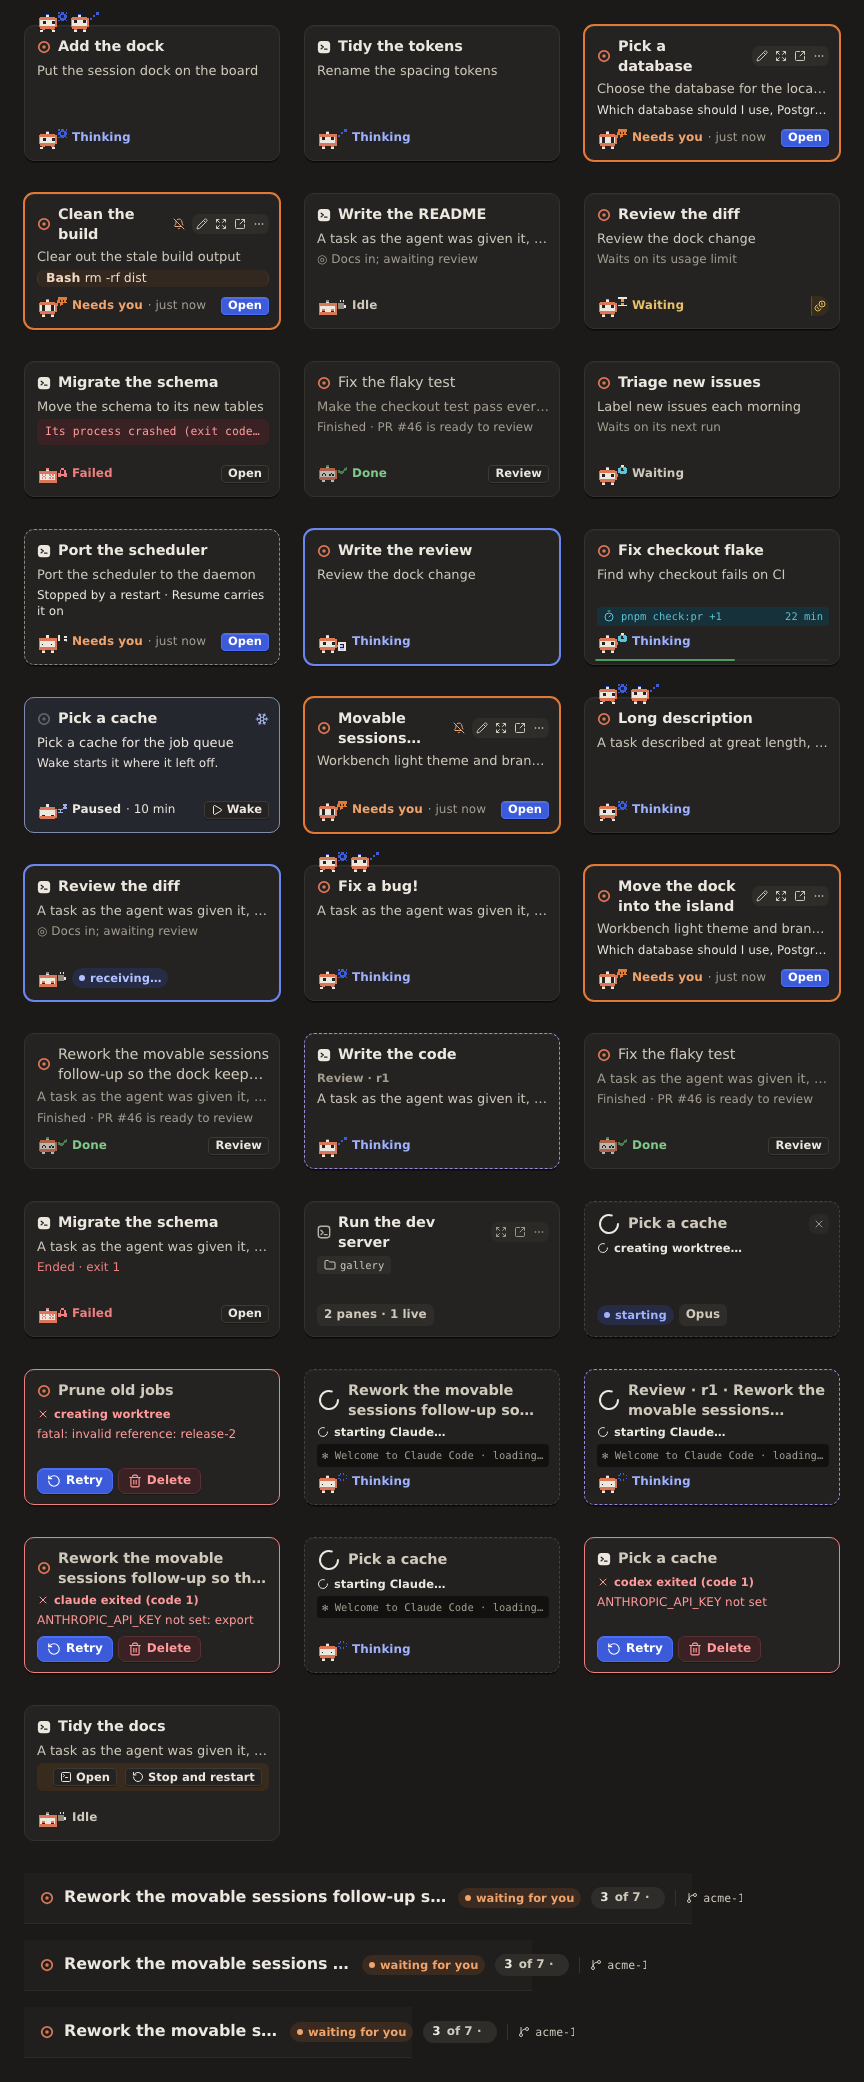 Add the dock
Put the session dock on the board
Thinking
Tidy the tokens
Rename the spacing tokens
Thinking
Pick a
database
Choose the database for the loca...
Which database should I use, Postgr...
Needs you · just now
Open
Clean the
build
Clear out the stale build output
Bash rm -rf dist
Needs you · just now
Open
Write the README
A task as the agent was given it, ...
◎ Docs in; awaiting review
Idle
Review the diff
Review the dock change
Waits on its usage limit
Waiting
Migrate the schema
Move the schema to its new tables
Its process crashed (exit code…
Failed
Open
Fix the flaky test
Make the checkout test pass ever...
Finished · PR #46 is ready to review
Done
Review
Triage new issues
Label new issues each morning
Waits on its next run
Waiting
Port the scheduler
Port the scheduler to the daemon
Stopped by a restart · Resume carries
it on
Needs you · just now
Open
Write the review
Review the dock change
Thinking
Fix checkout flake
Find why checkout fails on CI
pnpm check:pr +1
22 min
Thinking
Pick a cache
Pick a cache for the job queue
Wake starts it where it left off.
Paused · 10 min
Wake
Movable
sessions...
Workbench light theme and bran...
Needs you · just now
Open
Long description
A task described at great length, ...
Thinking
Review the diff
A task as the agent was given it, ...
◎ Docs in; awaiting review
receiving...
Fix a bug!
A task as the agent was given it, ...
Thinking
Move the dock
into the island
Workbench light theme and bran...
Which database should I use, Postgr...
Needs you · just now
Open
Rework the movable sessions
follow-up so the dock keep...
A task as the agent was given it, ...
Finished · PR #46 is ready to review
Done
Review
Write the code
Review · r1
A task as the agent was given it, ...
Thinking
Fix the flaky test
A task as the agent was given it, ...
Finished · PR #46 is ready to review
Done
Review
Migrate the schema
A task as the agent was given it, ...
Ended · exit 1
Failed
Open
Run the dev
server
gallery
2 panes · 1 live
Pick a cache
creating worktree...
starting
Opus
Prune old jobs
creating worktree
fatal: invalid reference: release-2
Retry
Delete
Rework the movable
sessions follow-up so...
starting Claude...
✻ Welcome to Claude Code · loading…
Thinking
Review · r1 · Rework the
movable sessions...
starting Claude...
✻ Welcome to Claude Code · loading…
Thinking
Rework the movable
sessions follow-up so th...
claude exited (code 1)
ANTHROPIC_API_KEY not set: export
Retry
Delete
Pick a cache
starting Claude...
✻ Welcome to Claude Code · loading…
Thinking
Pick a cache
codex exited (code 1)
ANTHROPIC_API_KEY not set
Retry
Delete
Tidy the docs
A task as the agent was given it, ...
Open
Stop and restart
Idle
Rework the movable sessions follow-up s...
waiting for you
3 of 7 ·
acme-1
Rework the movable sessions ...
waiting for you
3 of 7 ·
acme-1
Rework the movable s...
waiting for you
3 of 7 ·
acme-1